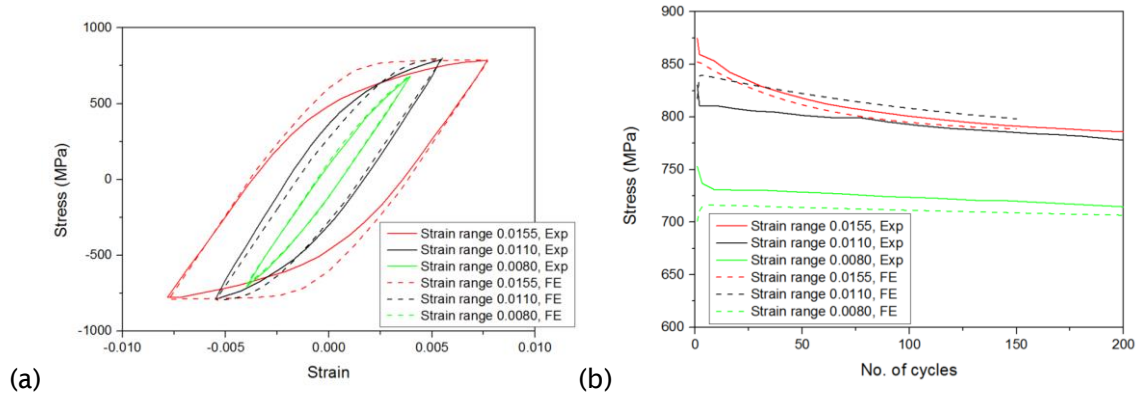 1000
500
0
-500
-1000
Stress (MPa)
-0.010
-0.005
0.000
0.005
0.010
Strain
Strain range 0.0155, Exp
Strain range 0.0110, Exp
Strain range 0.0080, Exp
Strain range 0.0155, FE
Strain range 0.0110, FE
Strain range 0.0080, FE
(a)
900
850
800
750
700
650
600
Stress (MPa)
0
50
100
150
200
No. of cycles
Strain range 0.0155, Exp
Strain range 0.0110, Exp
Strain range 0.0080, Exp
Strain range 0.0155, FE
Strain range 0.0110, FE
Strain range 0.0080, FE
(b)